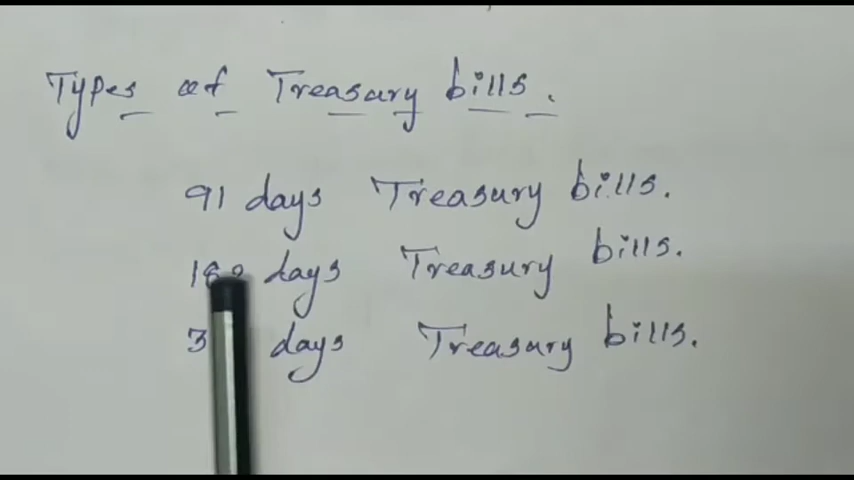 Types of Treasury bills.
91 days Treasury bills.
days Treasury bills.
days Treasury bills.